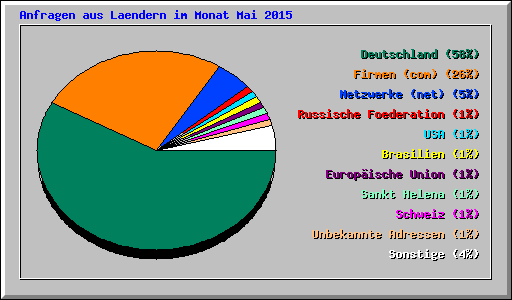 Anfragen aus Laendern im Monat Mai 2015
Deutschland (58%)
Firmen (com) (26%)
Netzwerke (net) (5%)
Russische Foederation (1%)
USA (1%)
Brasilien (1%)
Europäische Union (1%)
Sankt Helena (1%)
Schweiz (1%)
Unbekannte Adressen (1%)
Sonstige (4%)